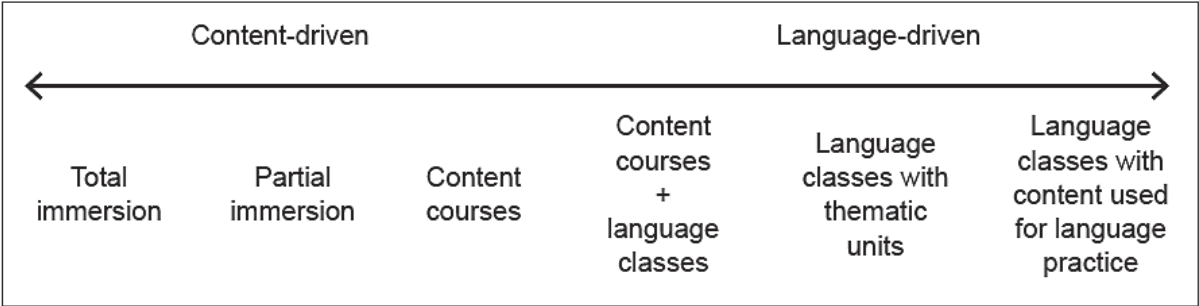 Content-driven
Language-driven
Total
immersion
Partial
immersion
Content
courses
Content
courses
+
language
classes
Language
classes with
thematic
units
Language
classes with
content used
for language
practice